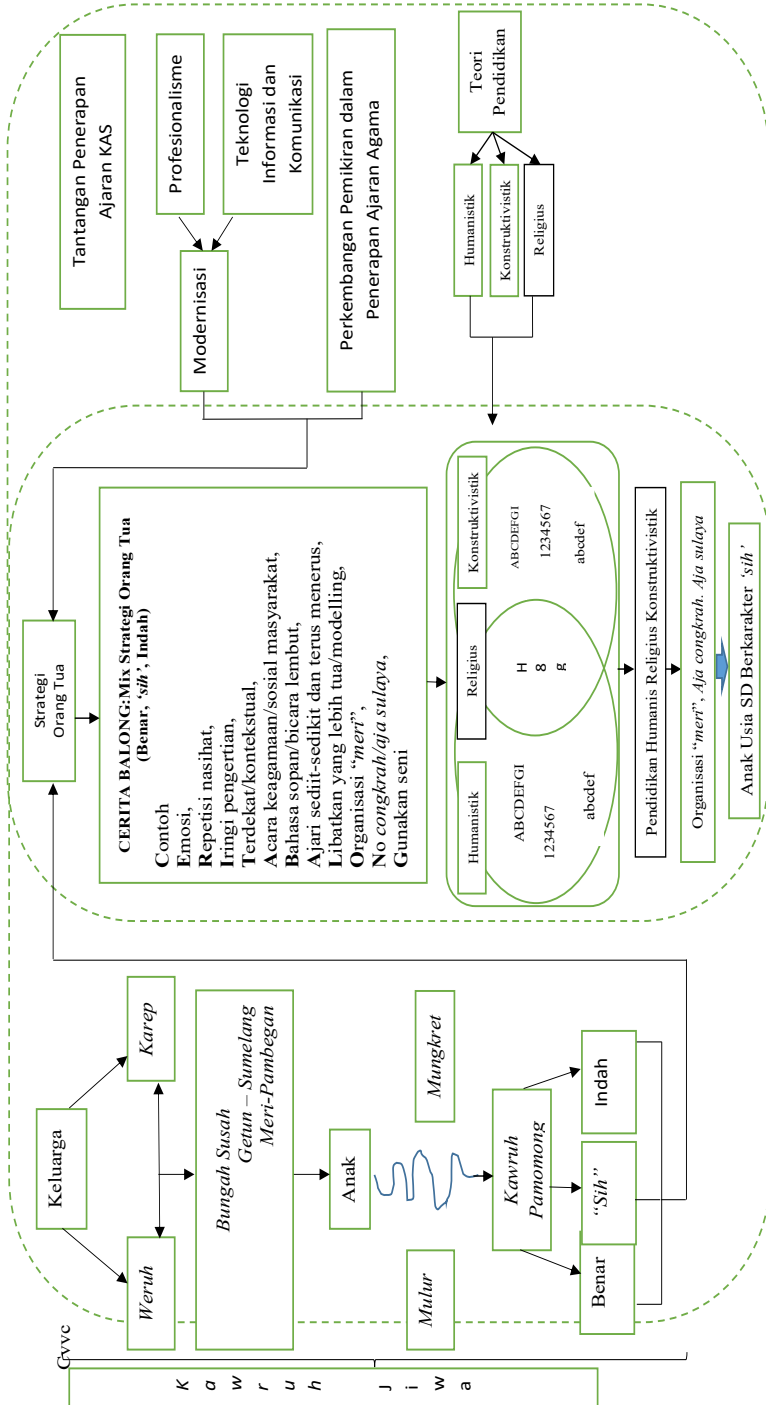 Gvvc
Kawruh Jiwa
Keluarga
Weruh
Karep
Bungah Susah
Getun – Sumelang
Meri-Pambegan
Anak
Mulur
Mungkret
Kawruh
Pamomong
Benar
“Sih”
Indah
Strategi
Orang Tua
CERITA BALONG:Mix Strategi Orang Tua
(Benar, ‘sih’, Indah)
Contoh
Emosi,
Repetisi nasihat,
Iringi pengertian,
Terdekat/kontekstual,
Acara keagamaan/sosial masyarakat,
Bahasa sopan/bicara lembut,
Ajari sediit-sedikit dan terus menerus,
Libatkan yang lebih tua/modelling,
Organisasi “meri”,
No congkrah/aja sulaya,
Gunakan seni
Humanistik
Religius
Konstruktivistik
ABCDEFGI
1234567
abcdef
H
8
g
ABCDEFGI
1234567
abcdef
Pendidikan Humanis Religius Konstruktivistik
Organisasi “meri”, Aja congkrah. Aja sulaya
Anak Usia SD Berkarakter ‘sih’
Tantangan Penerapan
Ajaran KAS
Modernisasi
Profesionalisme
Teknologi
Informasi dan
Komunikasi
Perkembangan Pemikiran dalam
Penerapan Ajaran Agama
Teori
Pendidikan
Humanistik
Konstruktivistik
Religius